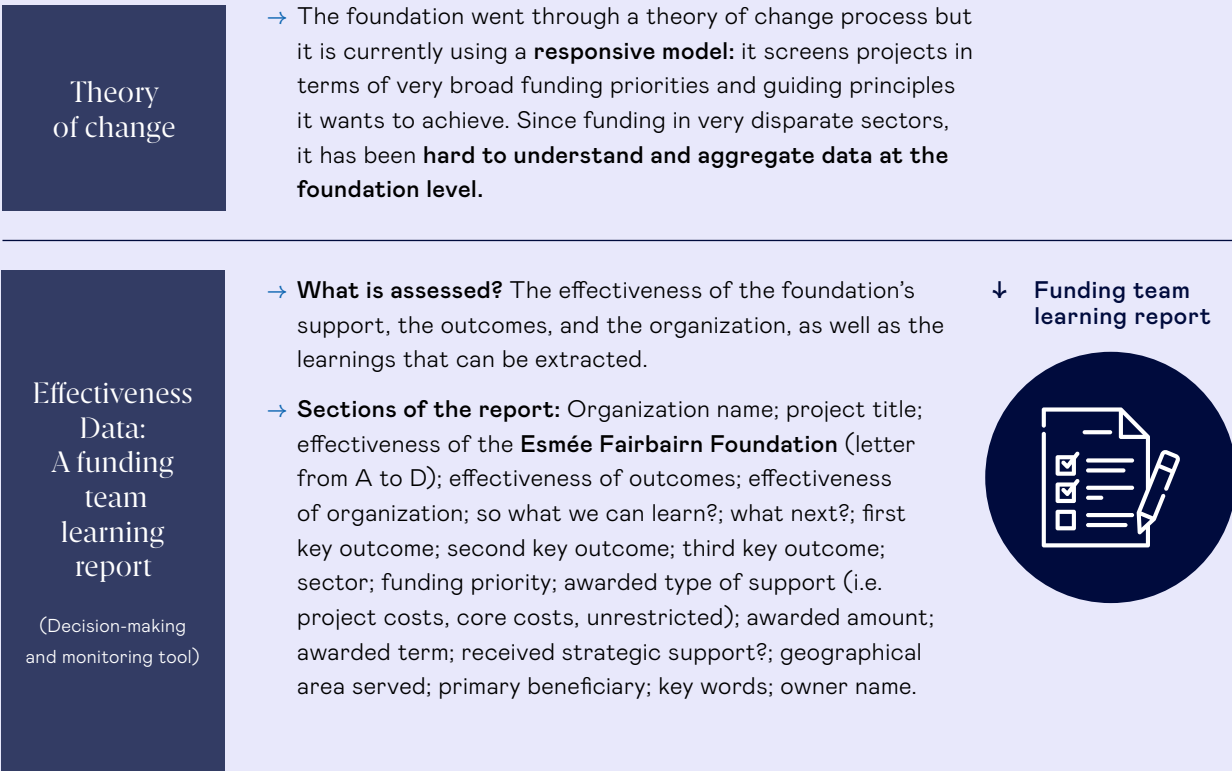 Theory
of change
→ The foundation went through a theory of change process but
it is currently using a responsive model: it screens projects in
terms of very broad funding priorities and guiding principles
it wants to achieve. Since funding in very disparate sectors,
it has been hard to understand and aggregate data at the
foundation level.
Effectiveness
Data:
A funding
team
learning
report
(Decision-making
and monitoring tool)
→ What is assessed? The effectiveness of the foundation's
support, the outcomes, and the organization, as well as the
learnings that can be extracted.
→ Sections of the report: Organization name; project title;
effectiveness of the Esmée Fairbairn Foundation (letter
from A to D); effectiveness of outcomes; effectiveness
of organization; so what we can learn?; what next?; first
key outcome; second key outcome; third key outcome;
sector; funding priority; awarded type of support (i.e.
project costs, core costs, unrestricted); awarded amount;
awarded term; received strategic support?; geographical
area served; primary beneficiary; key words; owner name.
↓ Funding team
learning report